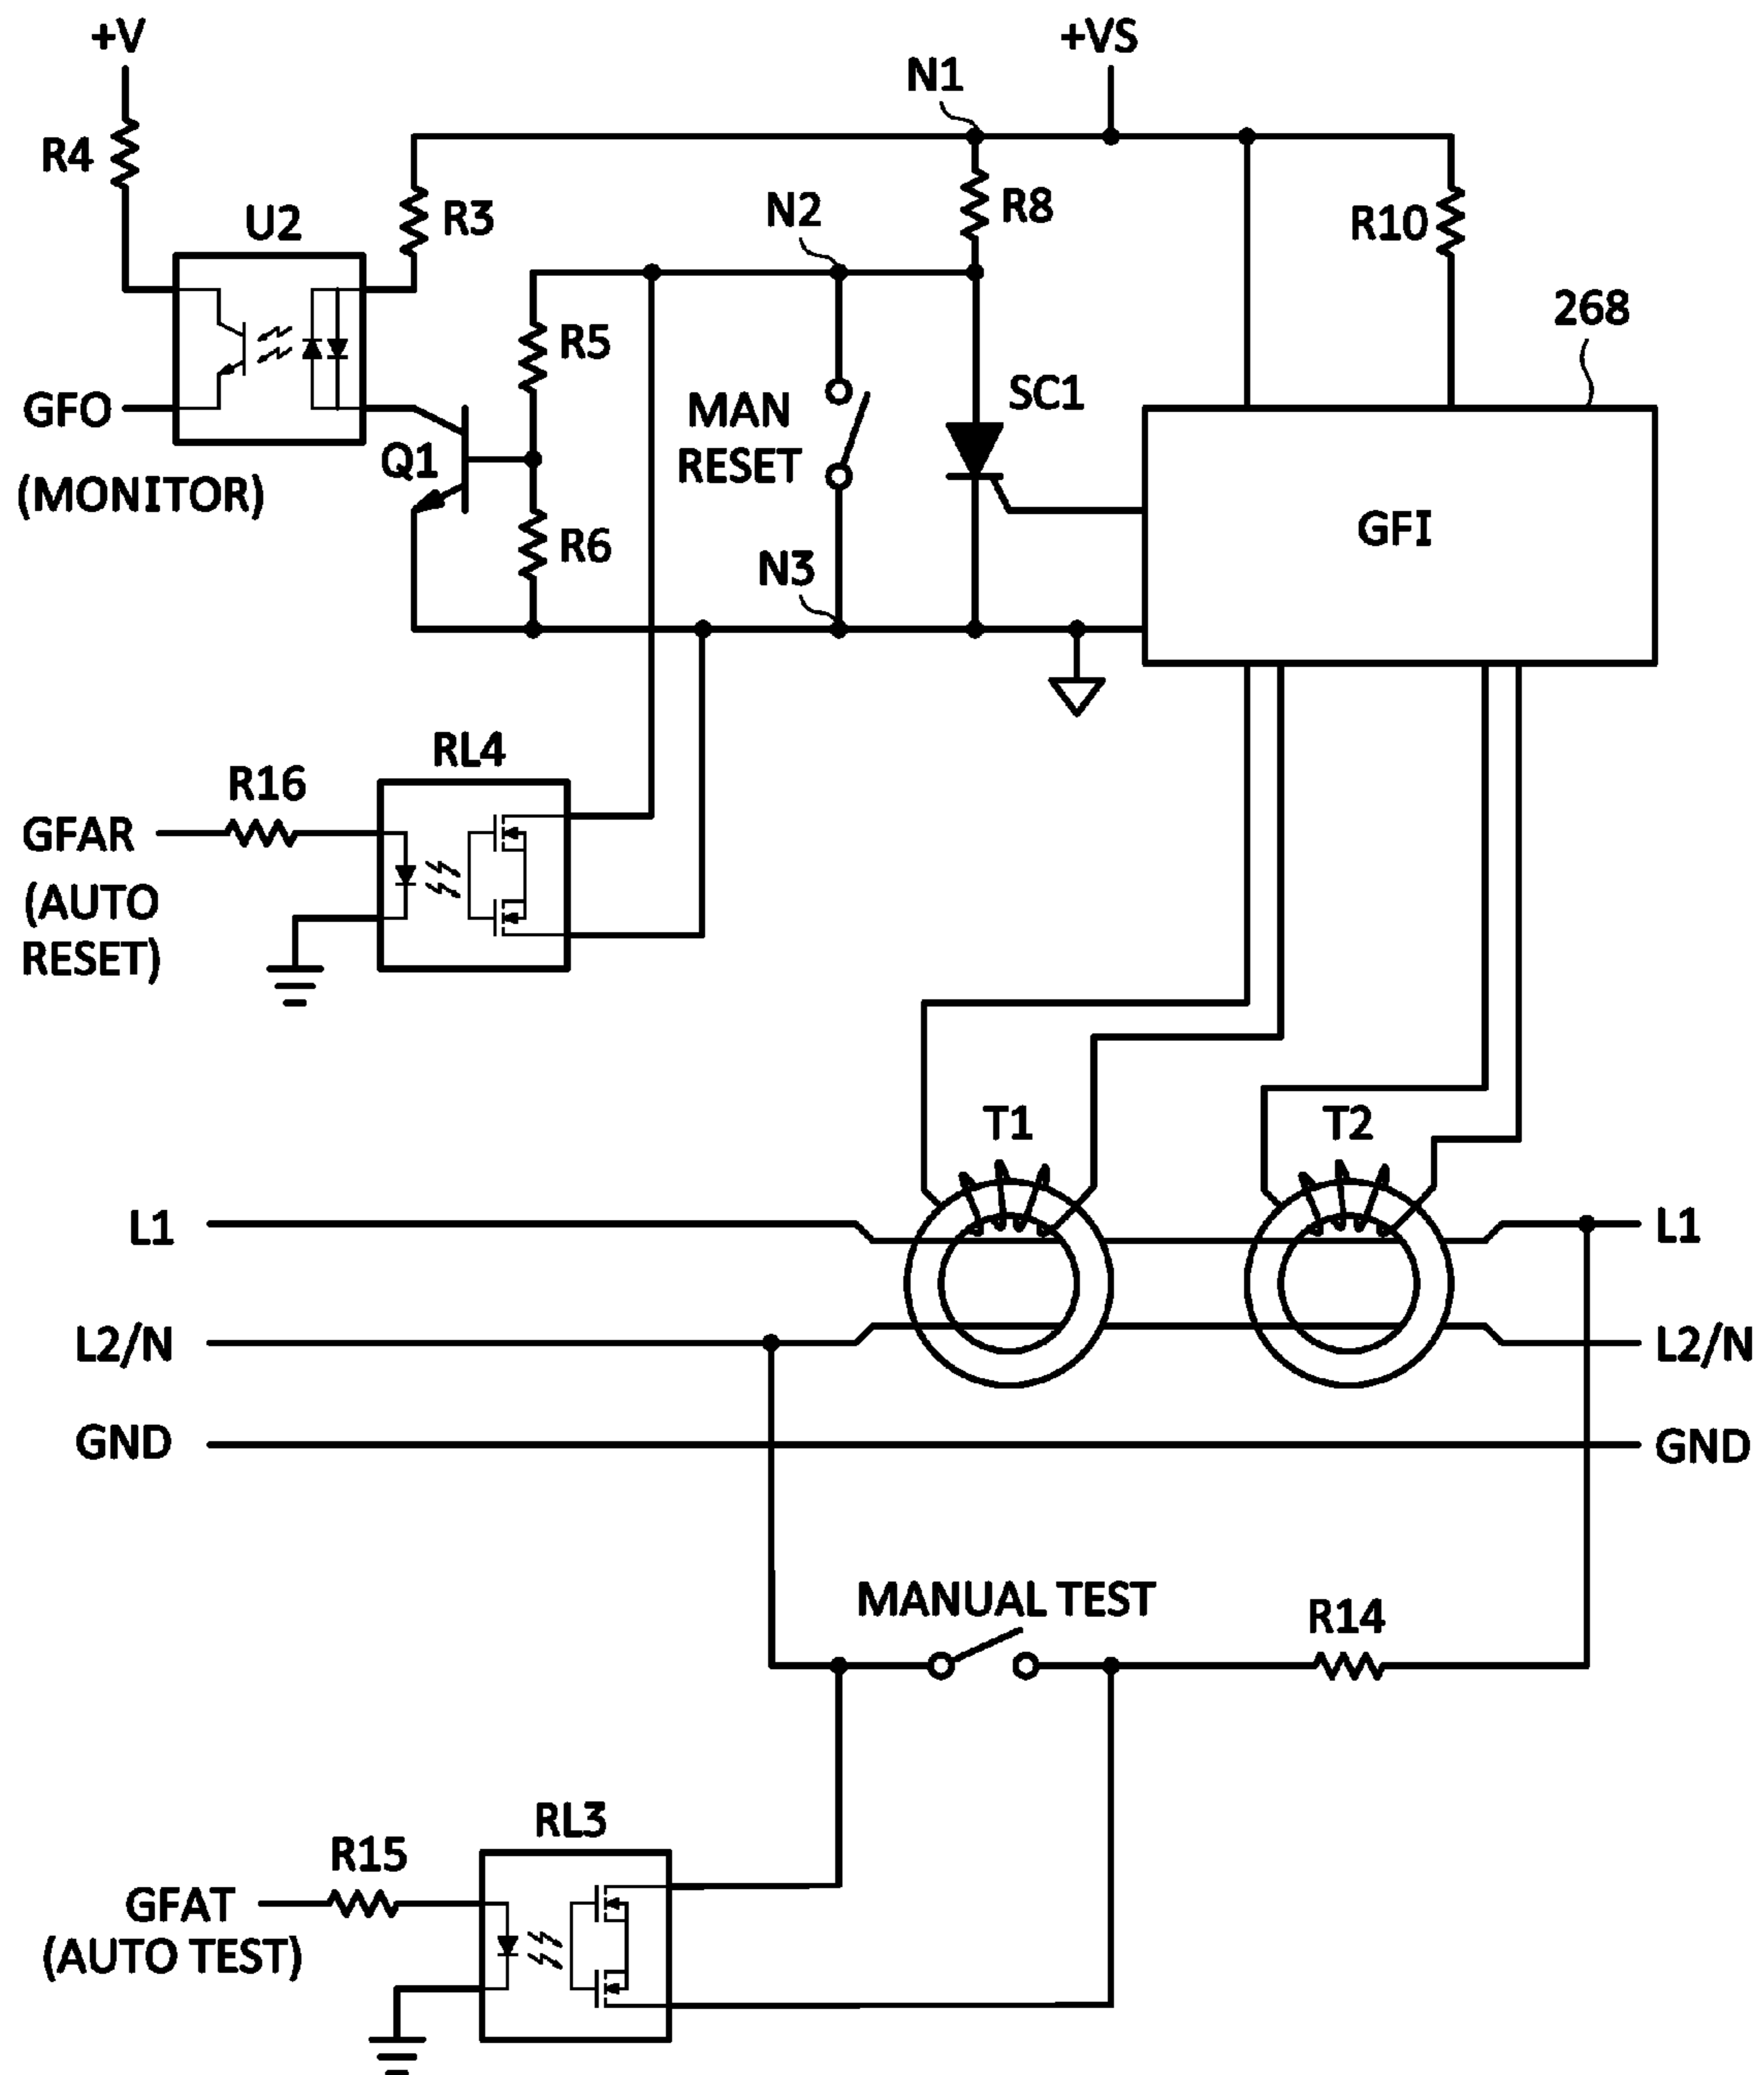 +V
+VS
N1
R4
N2
R8
U2
R3
R10
268
R5
SC1
GFO
MAN
RESET
Q1
(MONITOR)
GFI
R6
N3
RL4
R16
GFAR
(AUTO
RESET)
T1
T2
L1
L1
L2/N
L2/N
GND
GND
MANUAL TEST
R14
RL3
R15
GFAT
(AUTO TEST)